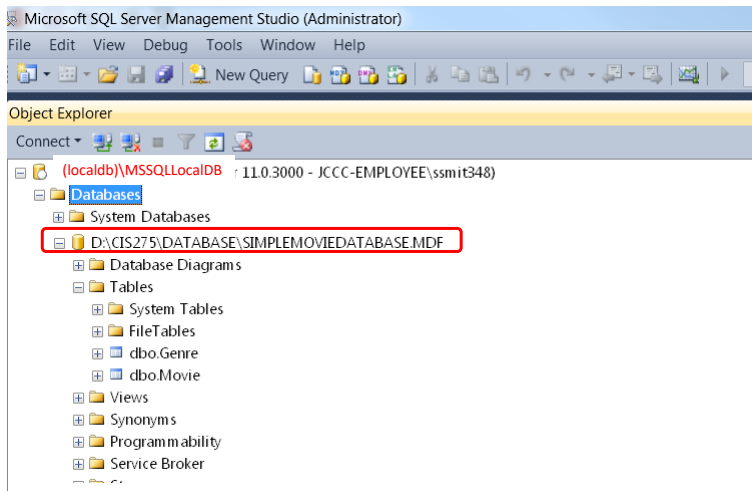 Microsoft SQL Server Management Studio (Administrator)
File Edit View Debug Tools Window Help
New Query
Object Explorer
Connect
(localdb)\MSSQLLocalDB r 11.0.3000 - JCCC-EMPLOYEE\ssmit348)
Databases
System Databases
D:\CIS275\DATABASE\SIMPLEMOVIEDATABASE.MDF
Database Diagrams
Tables
System Tables
FileTables
dbo.Genre
dbo.Movie
Views
Synonyms
Programmability
Service Broker